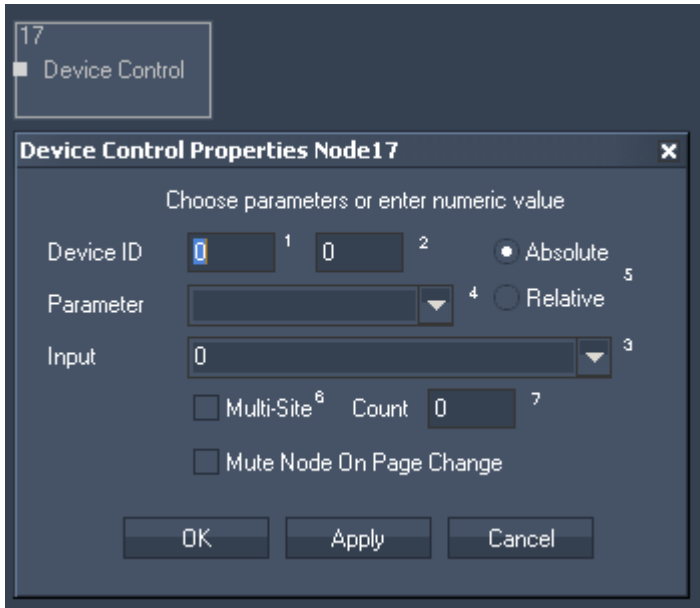 17
Device Control
Device Control Properties Node17
Choose parameters or enter numeric value
Device ID 0 1 0 2 Absolute
5
Parameter 4 Relative
Input 0 3
Multi-Site 6 Count 0 7
Mute Node On Page Change
OK Apply Cancel